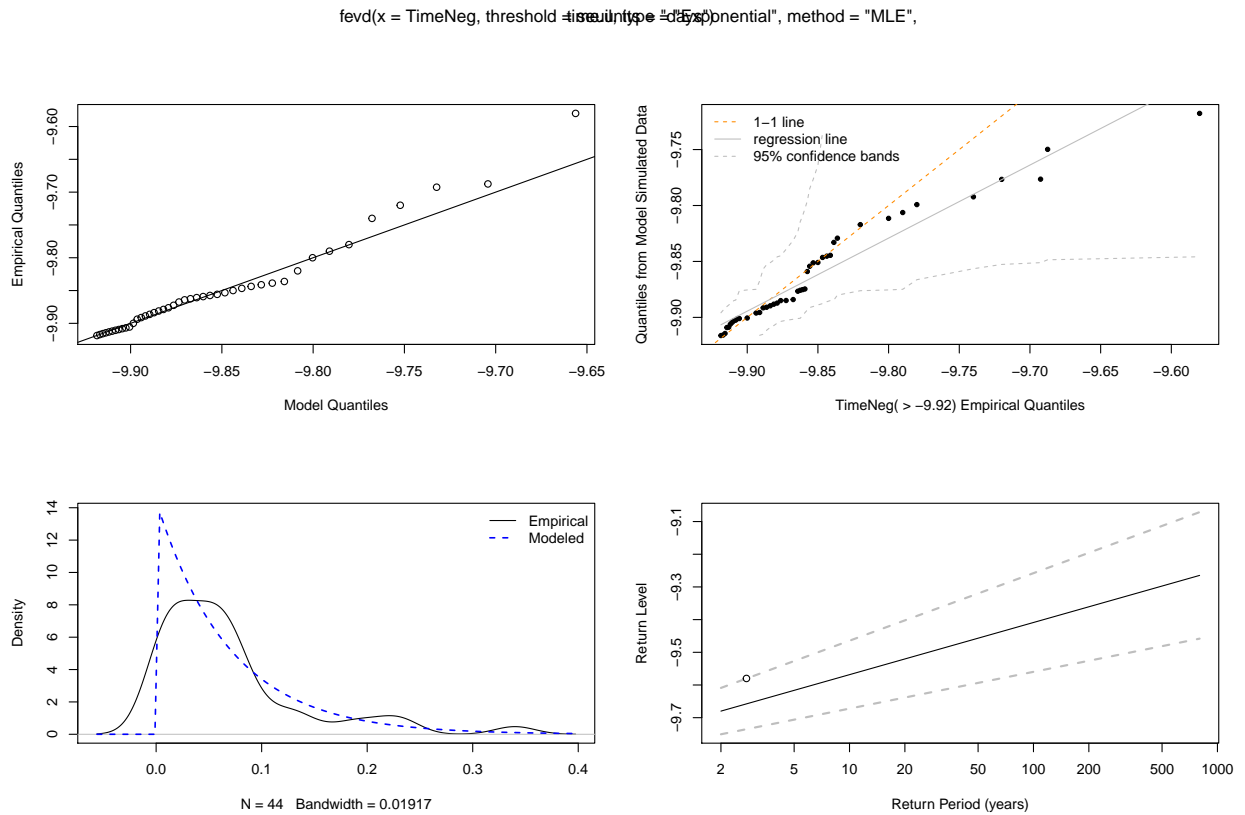 fevd(x = TimeNeg, threshold = seuil, type = "Exponential", method = "MLE",
time.units = "days")
Empirical Quantiles
−9.60
−9.70
−9.80
−9.90
−9.90 −9.85 −9.80 −9.75 −9.70 −9.65
Model Quantiles
Quantiles from Model Simulated Data
−9.75
−9.80
−9.85
−9.90
1−1 line
regression line
95% confidence bands
−9.90 −9.85 −9.80 −9.75 −9.70 −9.65 −9.60
TimeNeg( > −9.92) Empirical Quantiles
Density
14
12
10
8
6
4
2
0
Empirical
Modeled
0.0 0.1 0.2 0.3 0.4
N = 44 Bandwidth = 0.01917
Return Level
−9.1
−9.3
−9.5
−9.7
2 5 10 20 50 100 200 500 1000
Return Period (years)